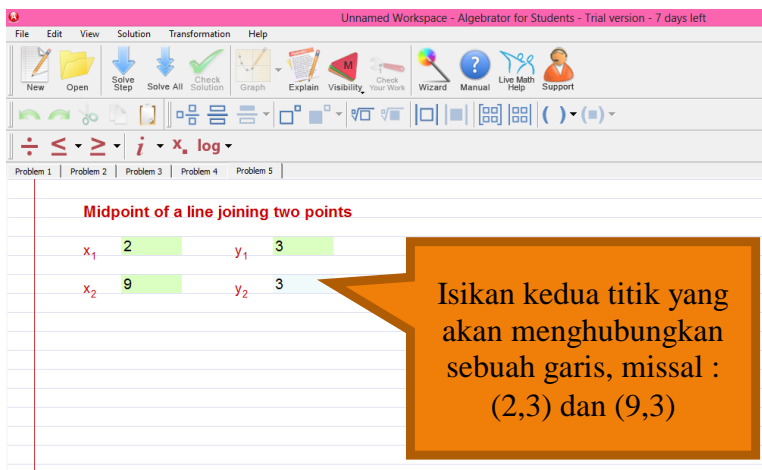 Unnamed Workspace - Algebrator for Students - Trial version - 7 days left
File Edit View Solution Transformation Help
New Open Solve Step Solve All Check Solution Graph Explain Visibility Check Your Work Wizard Manual Live Math Help Support
÷ ≤ ≥ i x log
Problem 1 Problem 2 Problem 3 Problem 4 Problem 5
Midpoint of a line joining two points
x₁ 2 y₁ 3
x₂ 9 y₂ 3
Isikan kedua titik yang
akan menghubungkan
sebuah garis, missal :
(2,3) dan (9,3)